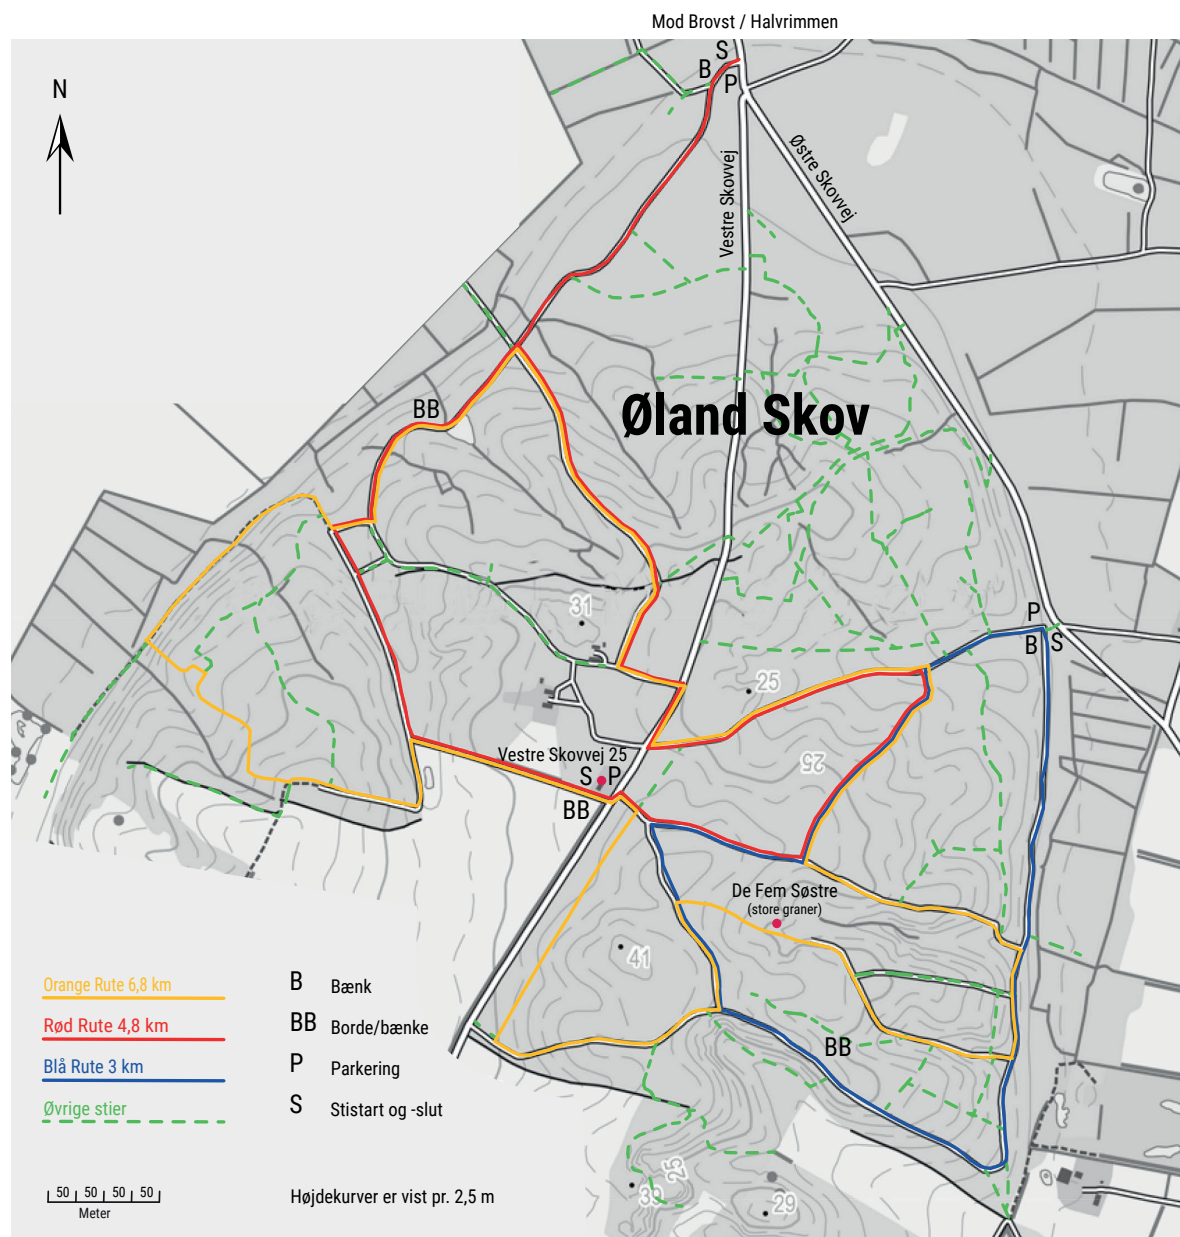 Mod Brovst / Halvrimmen
S
B
P
N
Østre Skovvej
Vestre Skovvej
BB
Øland Skov
31
P
B S
25
25
Vestre Skovvej 25
S P
BB
De Fem Søstre
(store graner)
41
BB
Orange Rute 6,8 km
Rød Rute 4,8 km
Blå Rute 3 km
Øvrige stier
B Bænk
BB Borde/bænke
P Parkering
S Stistart og -slut
50 50 50 50
Meter
Højdekurver er vist pr. 2,5 m
25
39
29